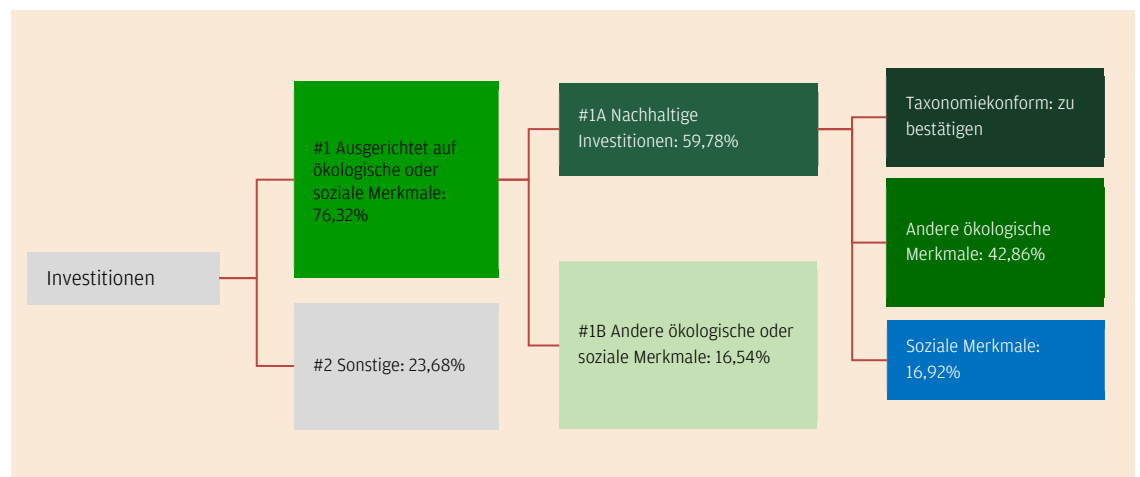 Investitionen
#1 Ausgerichtet auf
ökologische oder
soziale Merkmale:
76,32%
#2 Sonstige: 23,68%
#1A Nachhaltige
Investitionen: 59,78%
#1B Andere ökologische oder
soziale Merkmale: 16,54%
Taxonomiekonform: zu
bestätigen
Andere ökologische
Merkmale: 42,86%
Soziale Merkmale:
16,92%